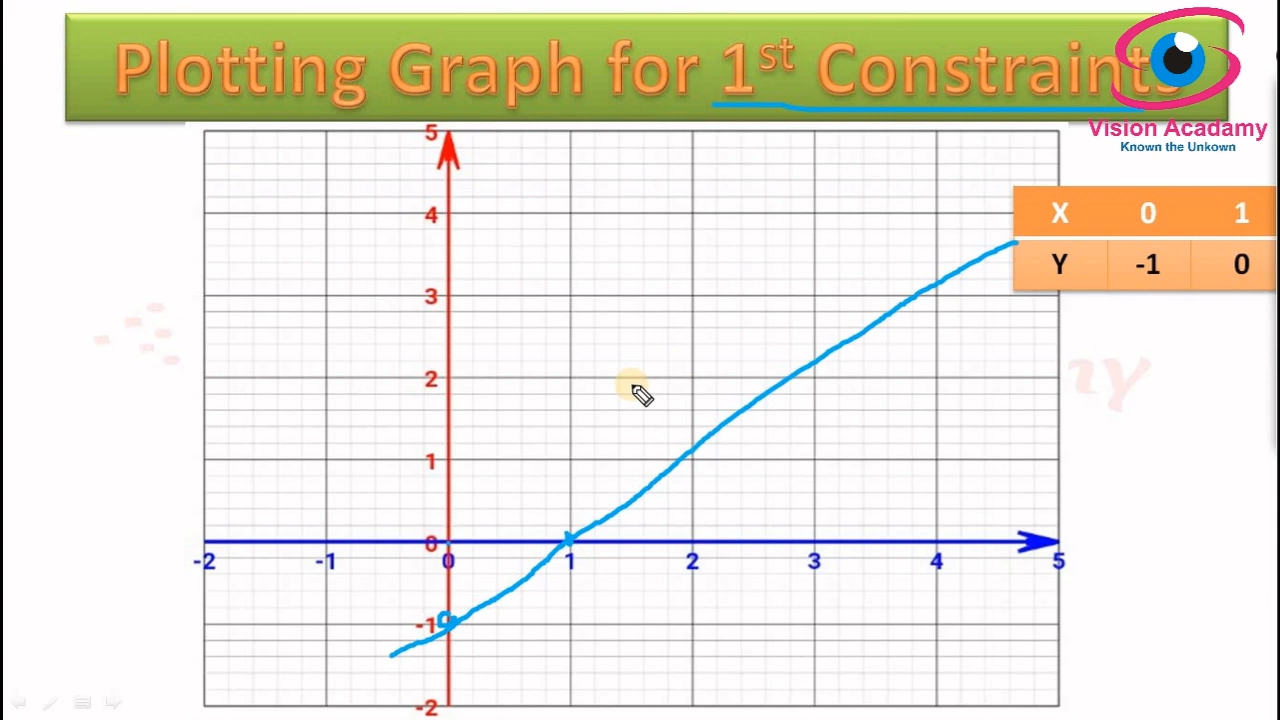 Plotting Graph for 1st Constraints
Vision Acadamy
Known the Unkown
X 0 1
Y -1 0
5
4
3
2
1
0
-2 -1 0 1 2 3 4 5
-1
-2